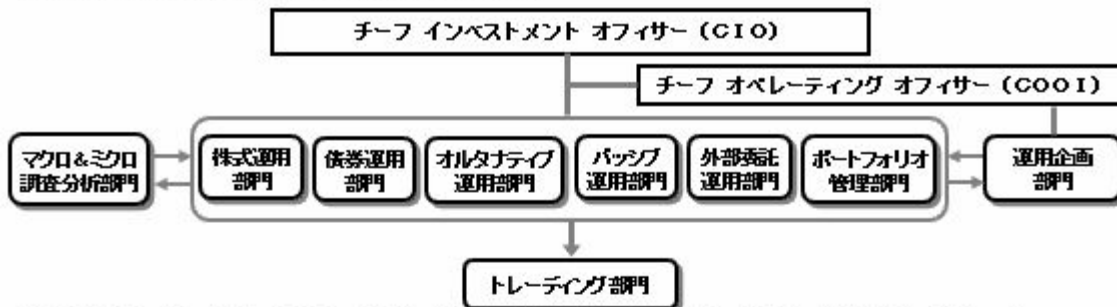 チーフ インベストメント オフィサー（ＣＩＯ）
チーフ オペレーティング オフィサー（ＣＯＯＩ）
マクロ＆ミクロ
調査分析部門
株式運用
部門
債券運用
部門
オルタナティブ
運用部門
パッシブ
運用部門
外部委託
運用部門
ポートフォリオ
管理部門
運用企画
部門
トレーディング部門